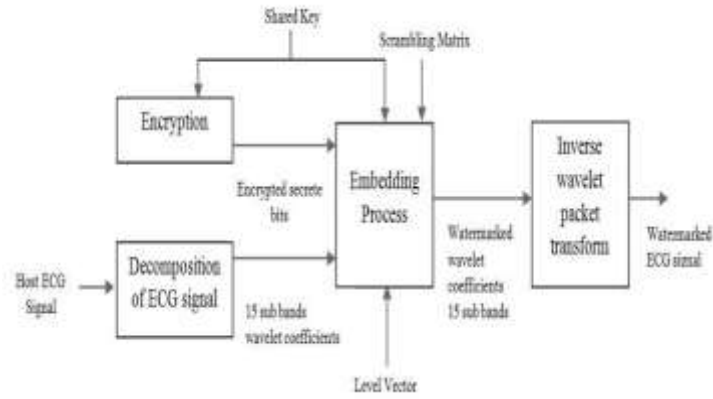 Shared Key
Scrambling Matrix
Encryption
Encrypted secrete
bits
Embedding
Process
Inverse
wavelet
packet
transform
Watermarked
wavelet
coefficients
15 sub bands
Watermarked
ECG signal
Host ECG
Signal
Decomposition
of ECG signal
15 sub bands
wavelet coefficients
Level Vector